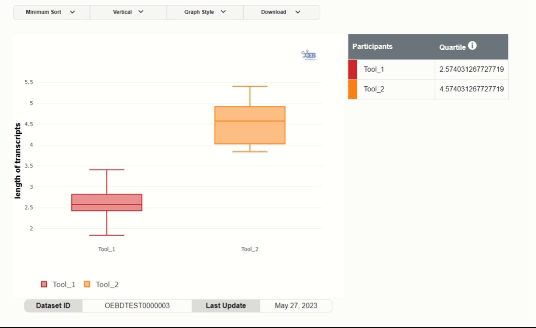 Minimum Sort Vertical Graph Style Download
Participants Quartile
Tool_1 2.574031267727719
Tool_2 4.574031267727719
length of transcripts
5.5
5
4.5
4
3.5
3
2.5
2
Tool_1 Tool_2
Tool_1 Tool_2
Dataset ID OEBDTEST0000003 Last Update May 27, 2023